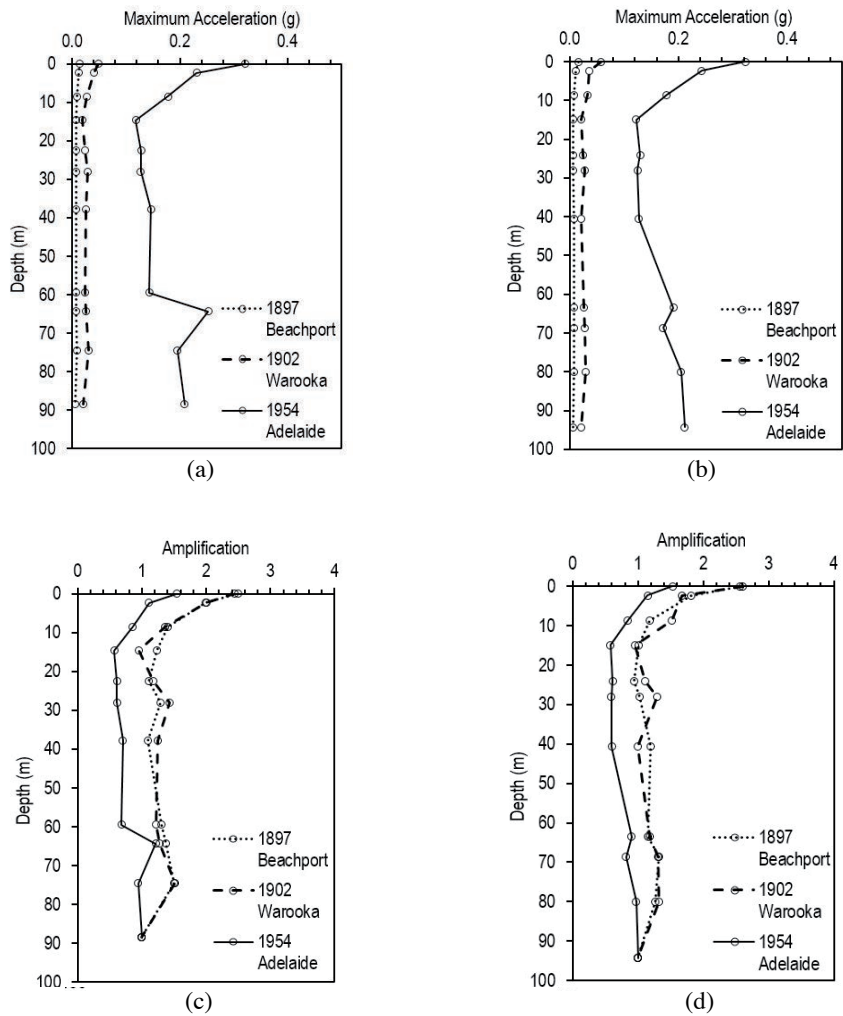 Maximum Acceleration (g)
0.0 0.2 0.4
0
10
20
30
40
50
60
70
80
90
100
Depth (m)
1897
Beachport
1902
Warooka
1954
Adelaide
(a)
Maximum Acceleration (g)
0.0 0.2 0.4
0
10
20
30
40
50
60
70
80
90
100
Depth (m)
1897
Beachport
1902
Warooka
1954
Adelaide
(b)
Amplification
0 1 2 3 4
0
10
20
30
40
50
60
70
80
90
100
Depth (m)
1897
Beachport
1902
Warooka
1954
Adelaide
(c)
Amplification
0 1 2 3 4
0
10
20
30
40
50
60
70
80
90
100
Depth (m)
1897
Beachport
1902
Warooka
1954
Adelaide
(d)